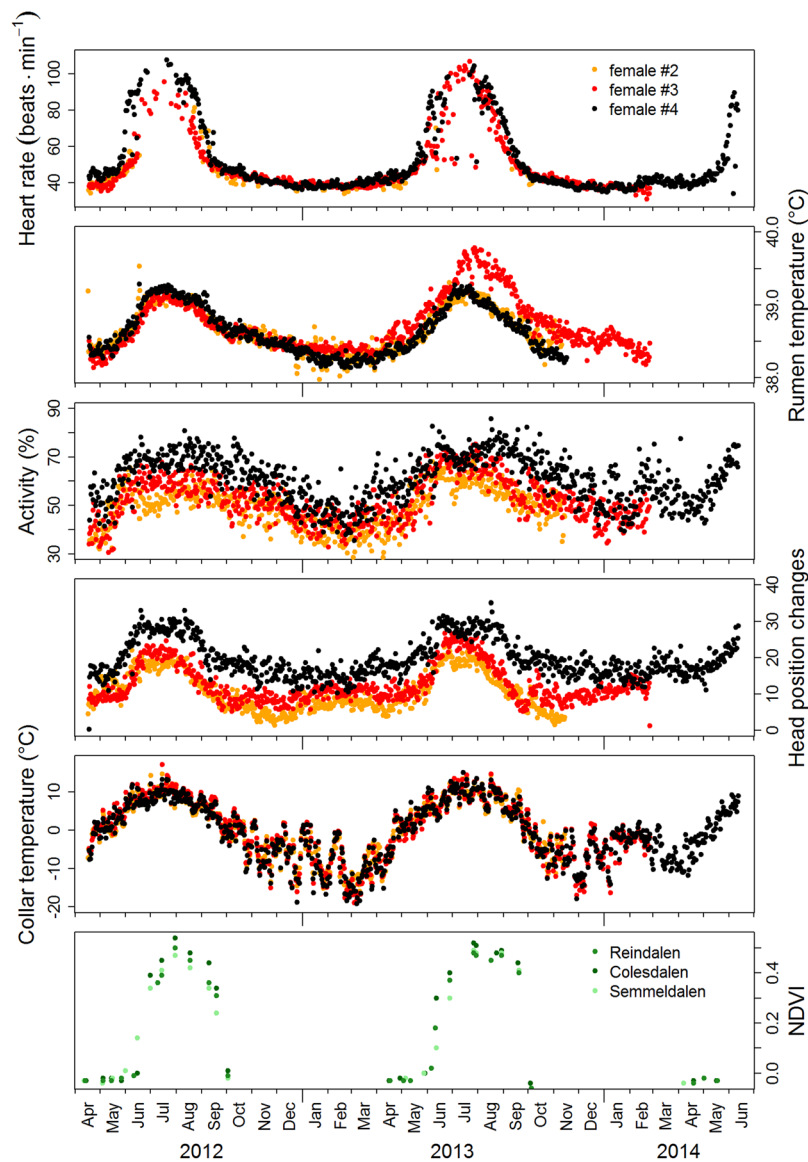 Heart rate (beats · min⁻¹)
100
80
60
40
female #2
female #3
female #4
Rumen temperature (°C)
40.0
39.0
38.0
Activity (%)
90
70
50
30
Head position changes
40
30
20
10
0
Collar temperature (°C)
10
0
-10
-20
NDVI
0.4
0.2
0.0
Reindalen
Colesdalen
Semmeldalen
Apr May Jun Jul Aug Sep Oct Nov Dec Jan Feb Mar Apr May Jun Jul Aug Sep Oct Nov Dec Jan Feb Mar Apr May Jun
2012 2013 2014